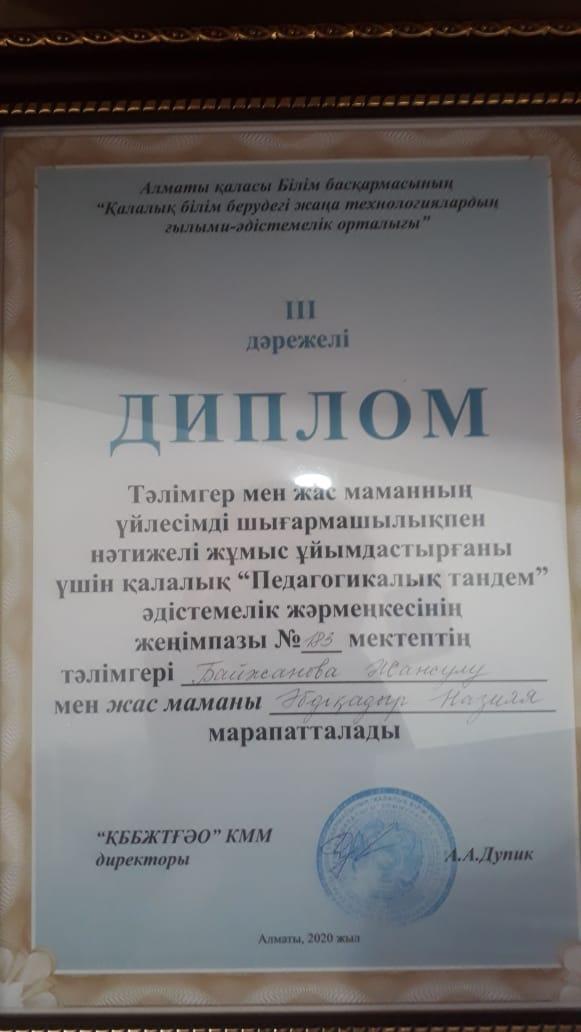 Алматы қаласы Білім басқармасының
“Қалалық білім берудегі жаңа технологиялардың
ғылыми-әдістемелік орталығы”
III
дәрежелі
ДИПЛОМ
Тәлімгер мен жас маманның
үйлесімді шығармашылықпен
нәтижелі жұмыс ұйымдастырғаны
үшін қалалық “Педагогикалық тандем”
әдістемелік жәрмеңкесінің
жеңімпазы №183 мектептің
тәлімгері Байжанова Жансулу
мен жас маманы Әбдіқадыр Назиля
марапатталады
“ҚББЖТҒӘО” КММ
директоры А.А.Дупик
Алматы, 2020 жыл